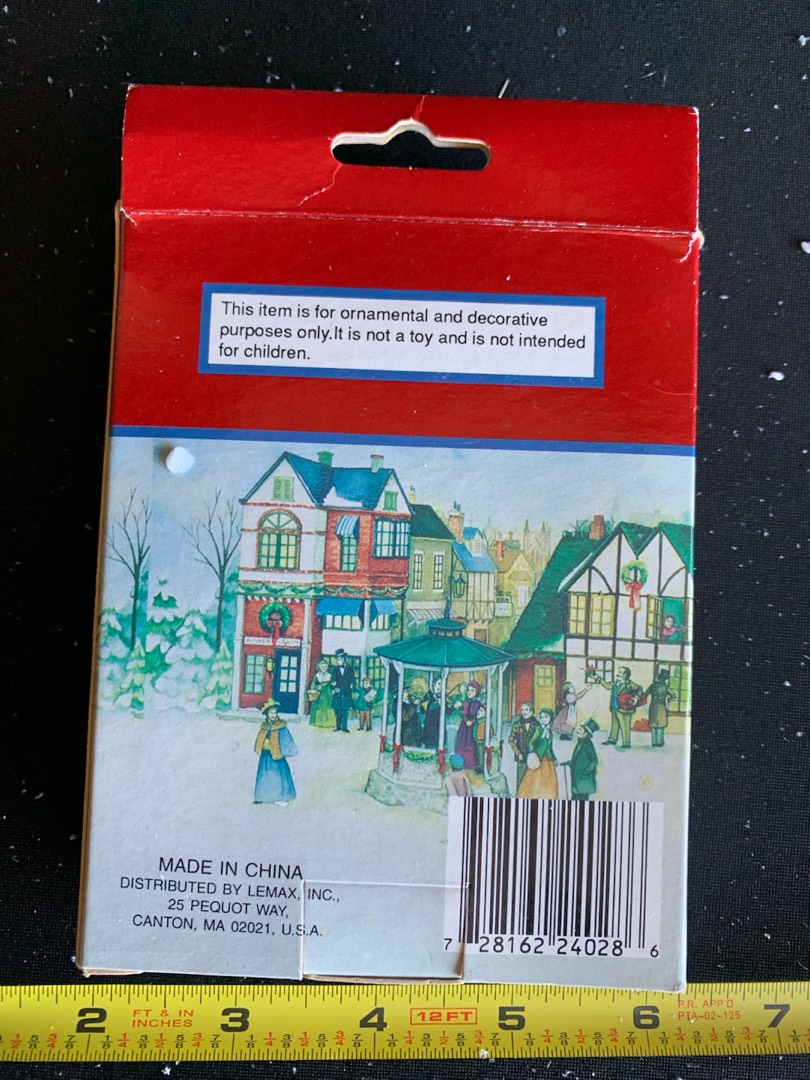 This item is for ornamental and decorative
purposes only.It is not a toy and is not intended
for children.
MADE IN CHINA
DISTRIBUTED BY LEMAX, INC.,
25 PEQUOT WAY,
CANTON, MA 02021, U.S.A.
7 28162 24028 6
2 FT & IN INCHES 3 4 12FT 5 6 P.R. APP'D PTA-02-125 7